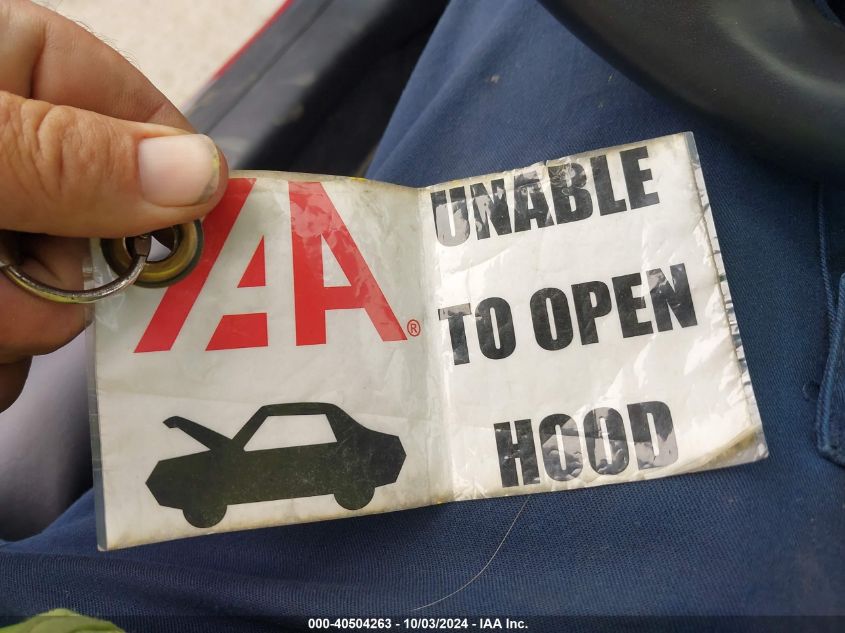 IAA®
UNABLE
TO OPEN
HOOD
000-40504263 - 10/03/2024 - IAA Inc.